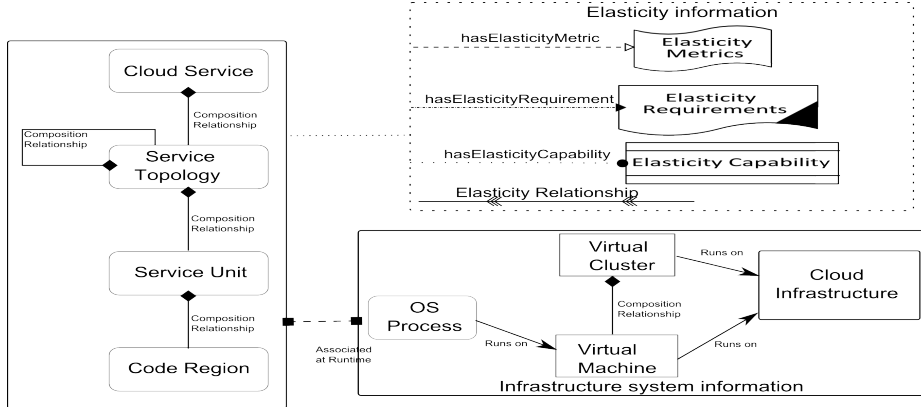 Elasticity information
hasElasticityMetric
Elasticity
Metrics
hasElasticityRequirement
Elasticity
Requirements
hasElasticityCapability
Elasticity Capability
Elasticity Relationship
Cloud Service
Composition
Relationship
Composition
Relationship
Service
Topology
Composition
Relationship
Service Unit
Composition
Relationship
Code Region
Associated
at Runtime
OS
Process
Runs on
Virtual
Cluster
Runs on
Composition
Relationship
Virtual
Machine
Runs on
Cloud
Infrastructure
Infrastructure system information